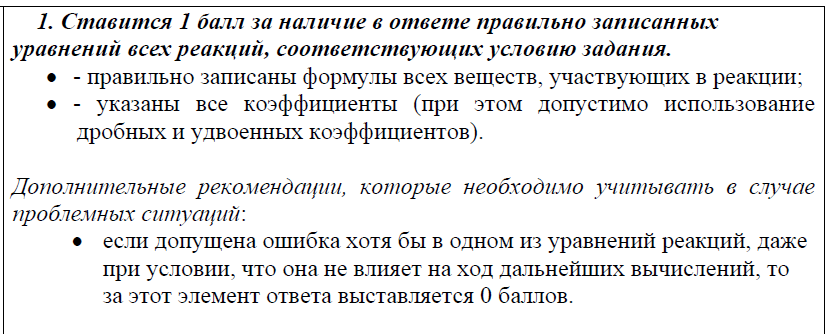 1. Ставится 1 балл за наличие в ответе правильно записанных
уравнений всех реакций, соответствующих условию задания.
• - правильно записаны формулы всех веществ, участвующих в реакции;
• - указаны все коэффициенты (при этом допустимо использование
дробных и удвоенных коэффициентов).
Дополнительные рекомендации, которые необходимо учитывать в случае
проблемных ситуаций:
• если допущена ошибка хотя бы в одном из уравнений реакций, даже
при условии, что она не влияет на ход дальнейших вычислений, то
за этот элемент ответа выставляется 0 баллов.